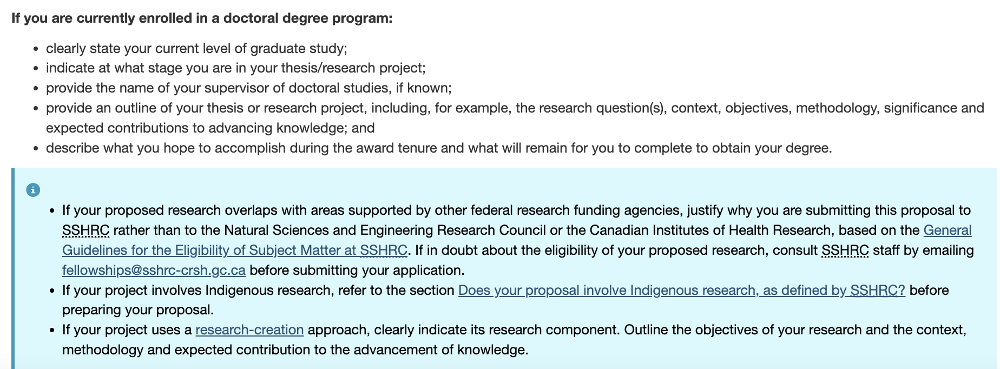 If you are currently enrolled in a doctoral degree program:
• clearly state your current level of graduate study;
• indicate at what stage you are in your thesis/research project;
• provide the name of your supervisor of doctoral studies, if known;
• provide an outline of your thesis or research project, including, for example, the research question(s), context, objectives, methodology, significance and
expected contributions to advancing knowledge; and
• describe what you hope to accomplish during the award tenure and what will remain for you to complete to obtain your degree.
• If your proposed research overlaps with areas supported by other federal research funding agencies, justify why you are submitting this proposal to
SSHRC rather than to the Natural Sciences and Engineering Research Council or the Canadian Institutes of Health Research, based on the General
Guidelines for the Eligibility of Subject Matter at SSHRC. If in doubt about the eligibility of your proposed research, consult SSHRC staff by emailing
fellowships@sshrc-crsh.gc.ca before submitting your application.
• If your project involves Indigenous research, refer to the section Does your proposal involve Indigenous research, as defined by SSHRC? before
preparing your proposal.
• If your project uses a research-creation approach, clearly indicate its research component. Outline the objectives of your research and the context,
methodology and expected contribution to the advancement of knowledge.